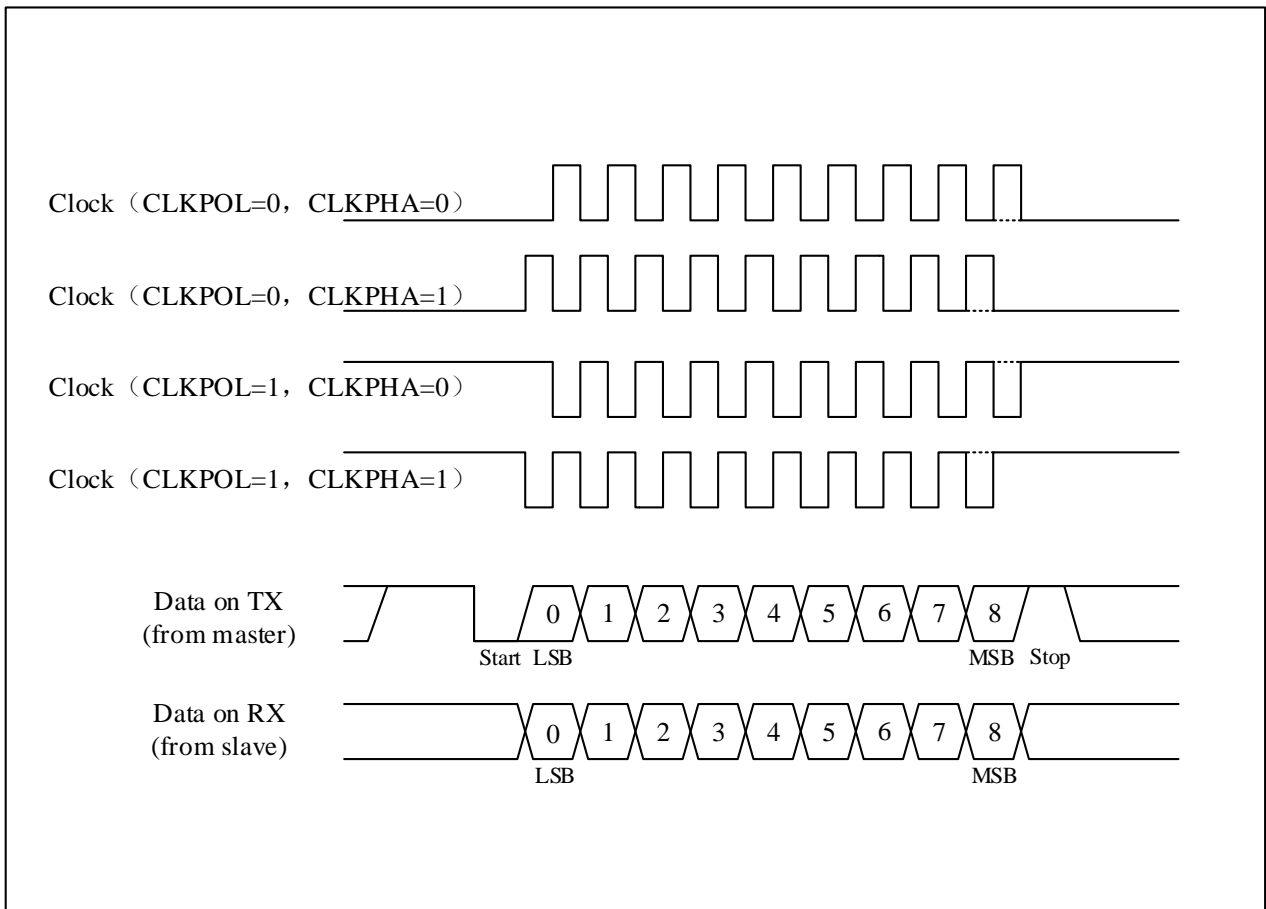 Clock（CLKPOL=0，CLKPHA=0）
Clock（CLKPOL=0，CLKPHA=1）
Clock（CLKPOL=1，CLKPHA=0）
Clock（CLKPOL=1，CLKPHA=1）
Data on TX
(from master)
0 1 2 3 4 5 6 7 8
Start LSB MSB Stop
Data on RX
(from slave)
0 1 2 3 4 5 6 7 8
LSB MSB